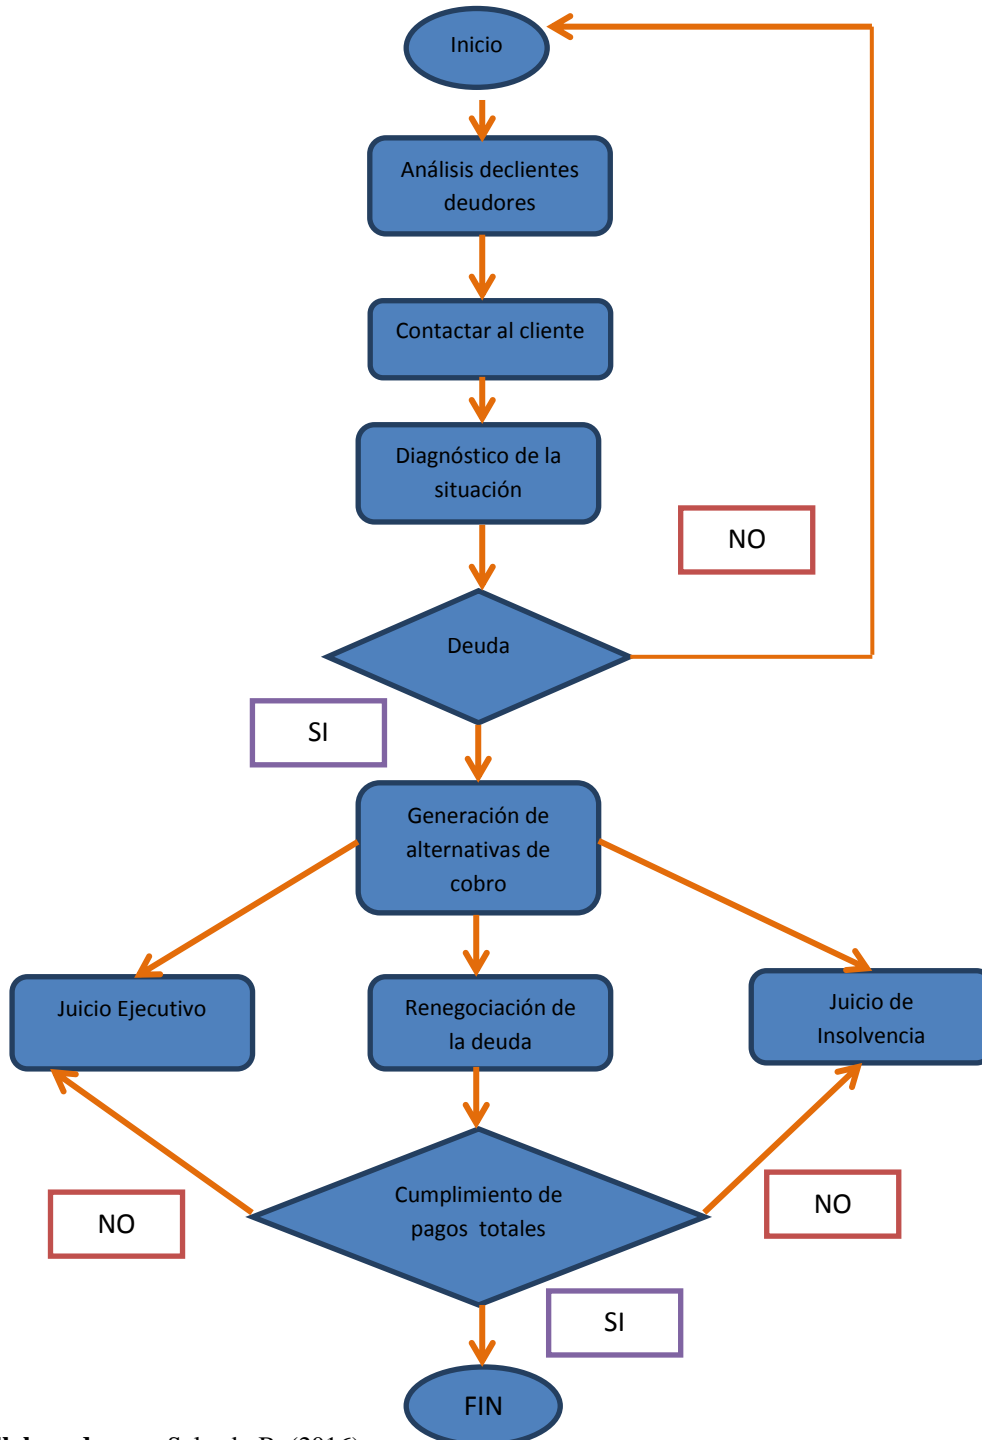 Inicio
Análisis declientes
deudores
Contactar al cliente
Diagnóstico de la
situación
NO
Deuda
SI
Generación de
alternativas de
cobro
Juicio Ejecutivo
Renegociación de
la deuda
Juicio de
Insolvencia
Cumplimiento de
pagos totales
NO
NO
SI
FIN